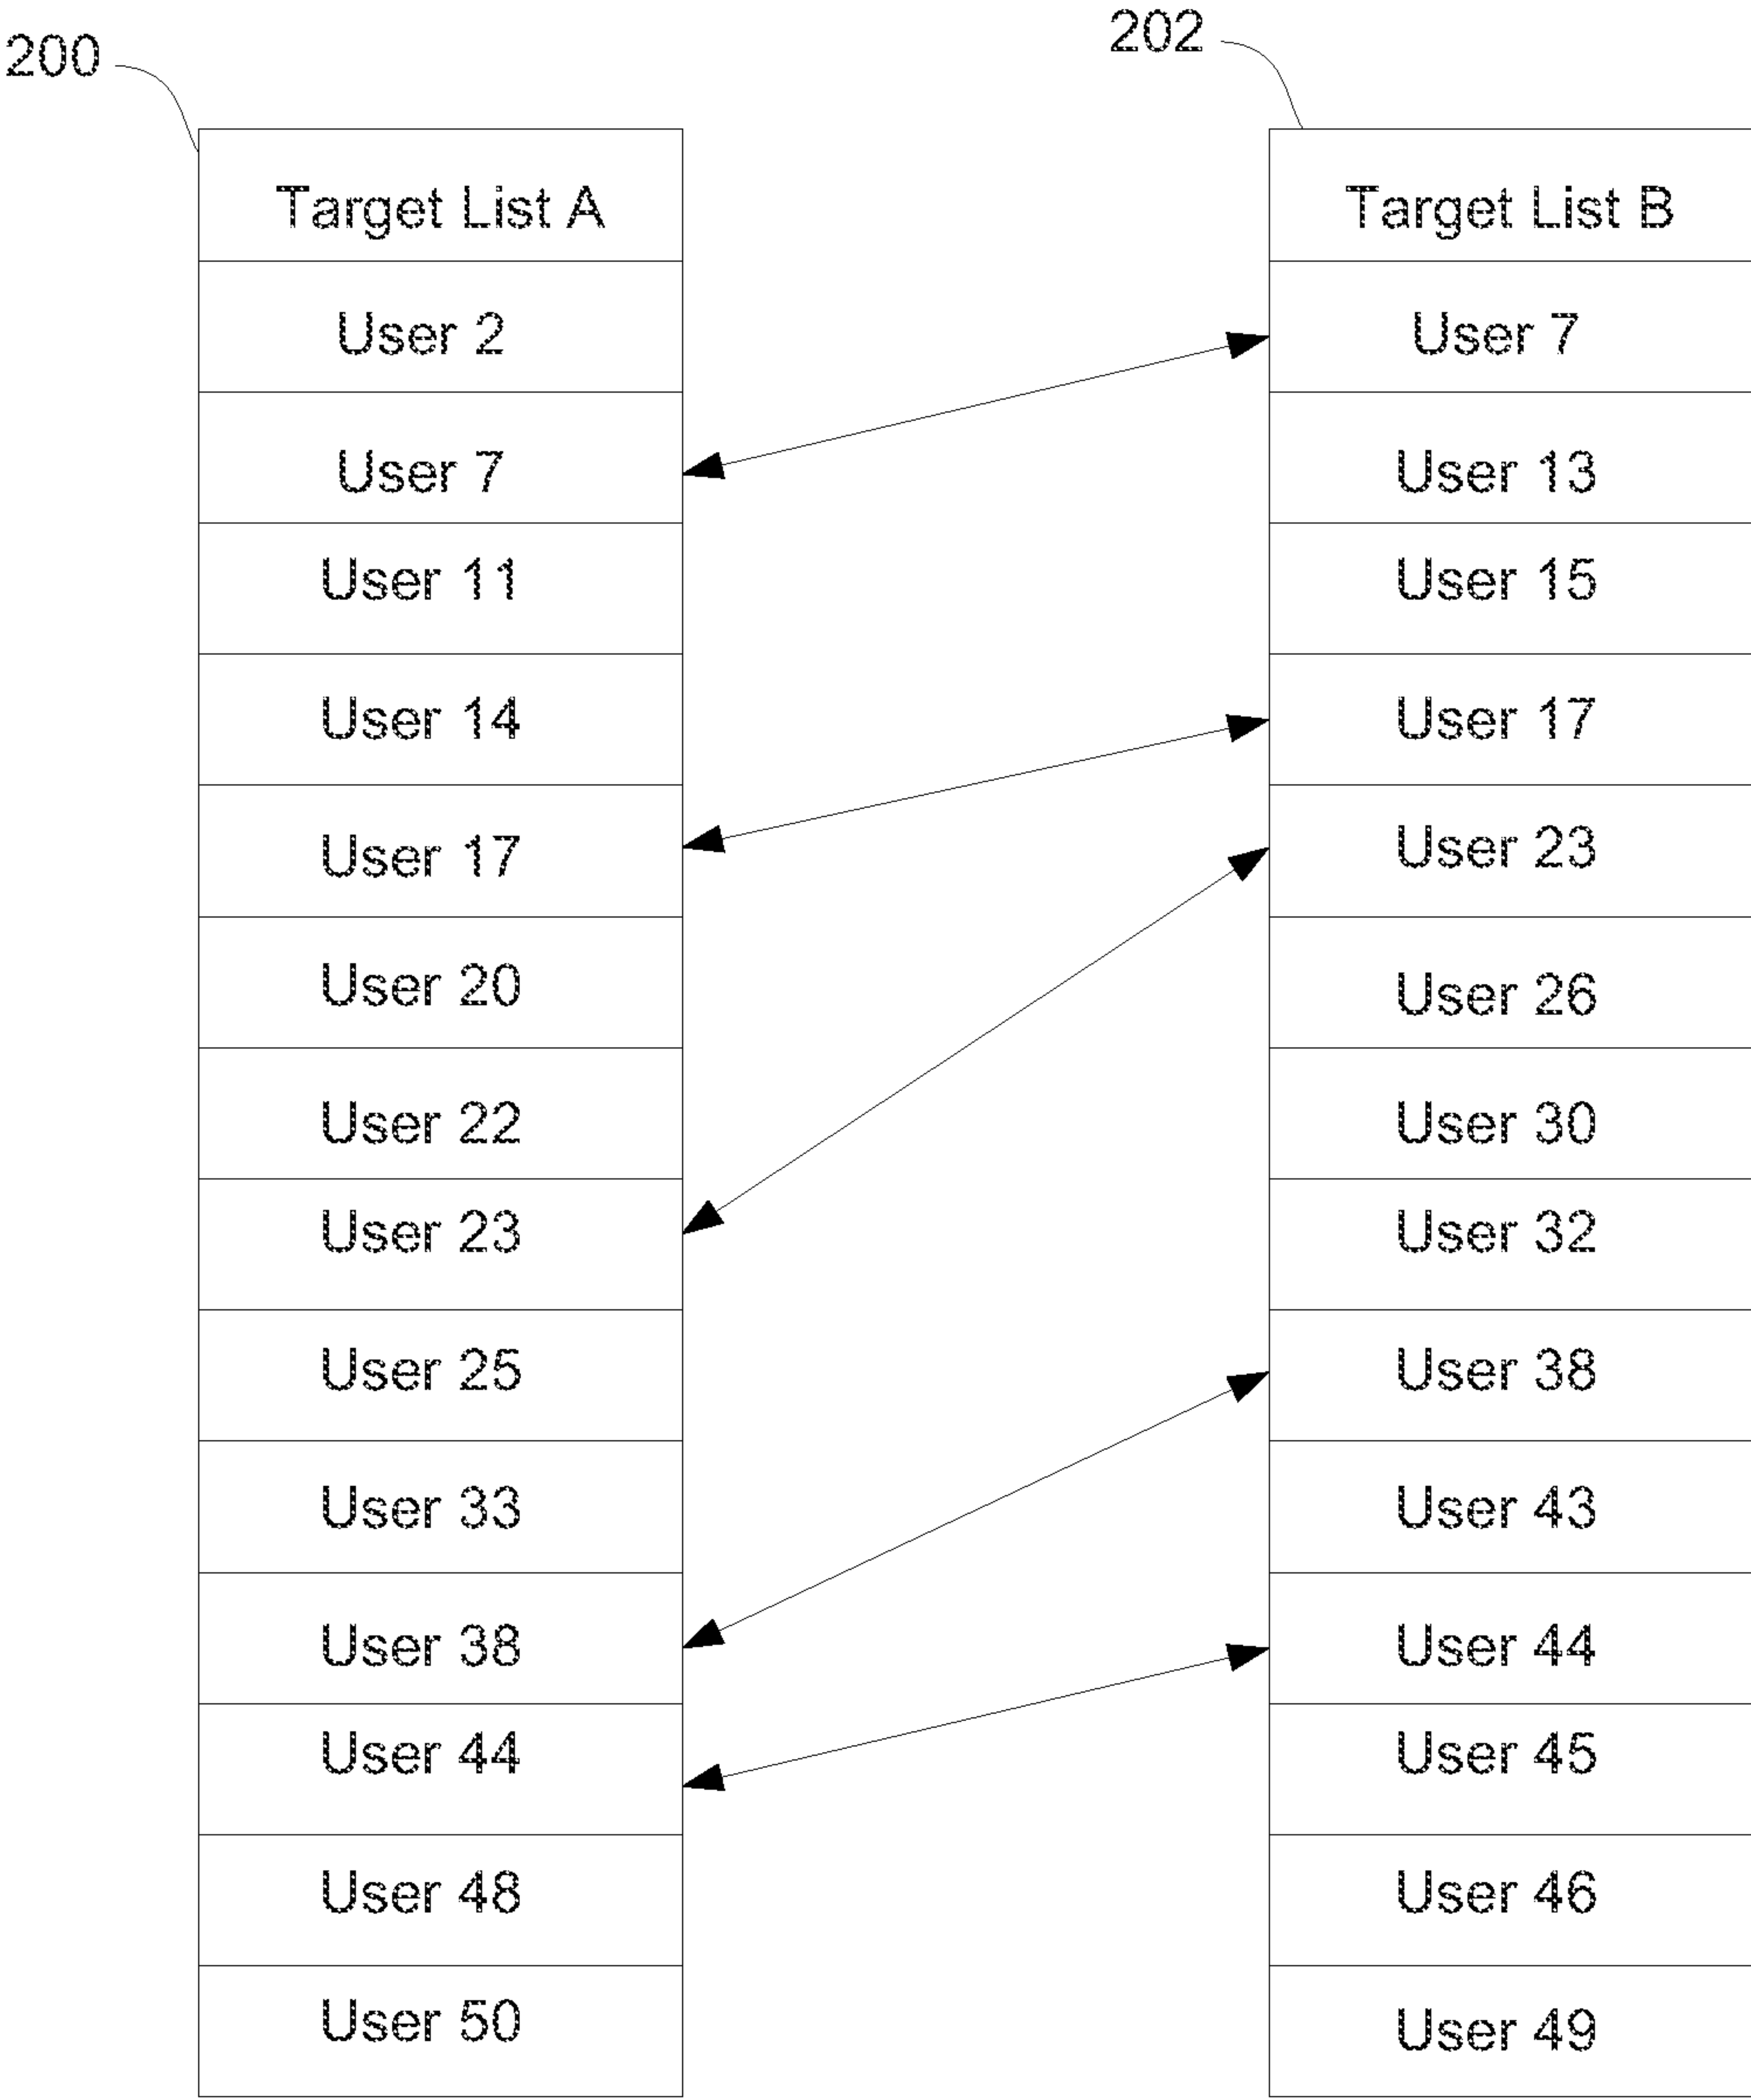 200
202
Target List A
User 2
User 7
User 11
User 14
User 17
User 20
User 22
User 23
User 25
User 33
User 38
User 44
User 48
User 50
Target List B
User 7
User 13
User 15
User 17
User 23
User 26
User 30
User 32
User 38
User 43
User 44
User 45
User 46
User 49